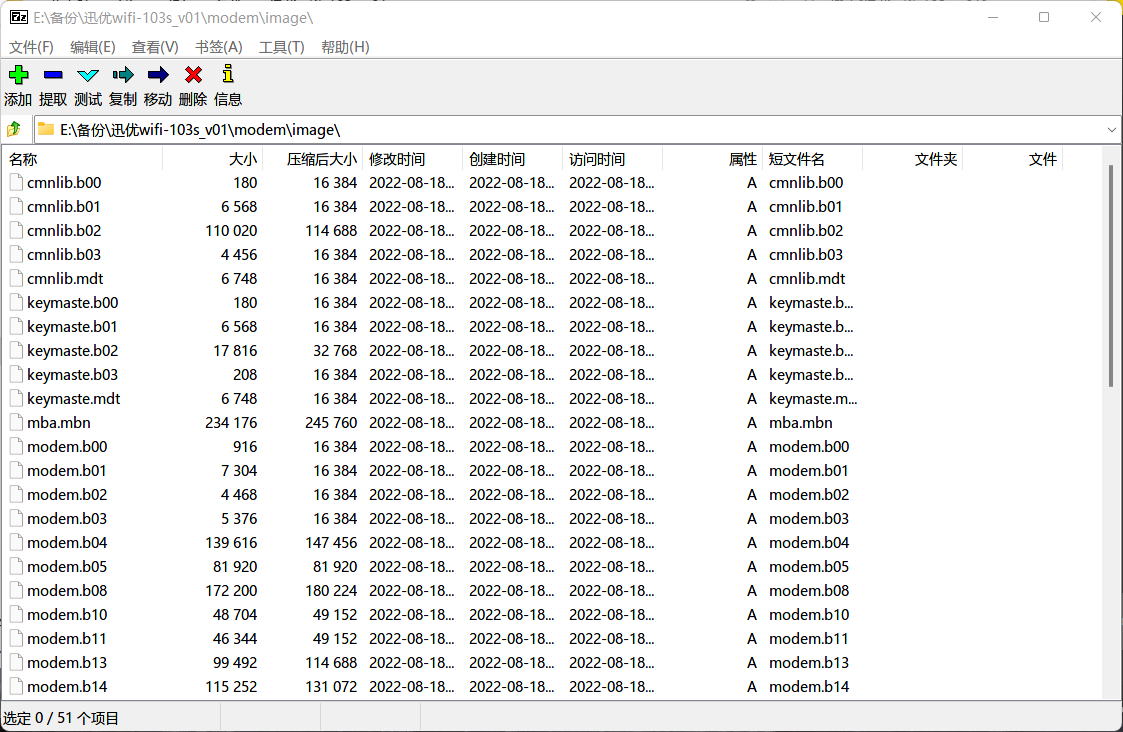 E:\备份\迅优wifi-103s_v01\modem\image\
文件(F) 编辑(E) 查看(V) 书签(A) 工具(T) 帮助(H)
添加 提取 测试 复制 移动 删除 信息
E:\备份\迅优wifi-103s_v01\modem\image\
名称 大小 压缩后大小 修改时间 创建时间 访问时间 属性 短文件名 文件夹 文件
cmnlib.b00 180 16 384 2022-08-18... 2022-08-18... 2022-08-18... A cmnlib.b00
cmnlib.b01 6 568 16 384 2022-08-18... 2022-08-18... 2022-08-18... A cmnlib.b01
cmnlib.b02 110 020 114 688 2022-08-18... 2022-08-18... 2022-08-18... A cmnlib.b02
cmnlib.b03 4 456 16 384 2022-08-18... 2022-08-18... 2022-08-18... A cmnlib.b03
cmnlib.mdt 6 748 16 384 2022-08-18... 2022-08-18... 2022-08-18... A cmnlib.mdt
keymaste.b00 180 16 384 2022-08-18... 2022-08-18... 2022-08-18... A keymaste.b...
keymaste.b01 6 568 16 384 2022-08-18... 2022-08-18... 2022-08-18... A keymaste.b...
keymaste.b02 17 816 32 768 2022-08-18... 2022-08-18... 2022-08-18... A keymaste.b...
keymaste.b03 208 16 384 2022-08-18... 2022-08-18... 2022-08-18... A keymaste.b...
keymaste.mdt 6 748 16 384 2022-08-18... 2022-08-18... 2022-08-18... A keymaste.m...
mba.mbn 234 176 245 760 2022-08-18... 2022-08-18... 2022-08-18... A mba.mbn
modem.b00 916 16 384 2022-08-18... 2022-08-18... 2022-08-18... A modem.b00
modem.b01 7 304 16 384 2022-08-18... 2022-08-18... 2022-08-18... A modem.b01
modem.b02 4 468 16 384 2022-08-18... 2022-08-18... 2022-08-18... A modem.b02
modem.b03 5 376 16 384 2022-08-18... 2022-08-18... 2022-08-18... A modem.b03
modem.b04 139 616 147 456 2022-08-18... 2022-08-18... 2022-08-18... A modem.b04
modem.b05 81 920 81 920 2022-08-18... 2022-08-18... 2022-08-18... A modem.b05
modem.b08 172 200 180 224 2022-08-18... 2022-08-18... 2022-08-18... A modem.b08
modem.b10 48 704 49 152 2022-08-18... 2022-08-18... 2022-08-18... A modem.b10
modem.b11 46 344 49 152 2022-08-18... 2022-08-18... 2022-08-18... A modem.b11
modem.b13 99 492 114 688 2022-08-18... 2022-08-18... 2022-08-18... A modem.b13
modem.b14 115 252 131 072 2022-08-18... 2022-08-18... 2022-08-18... A modem.b14
选定 0 / 51 个项目